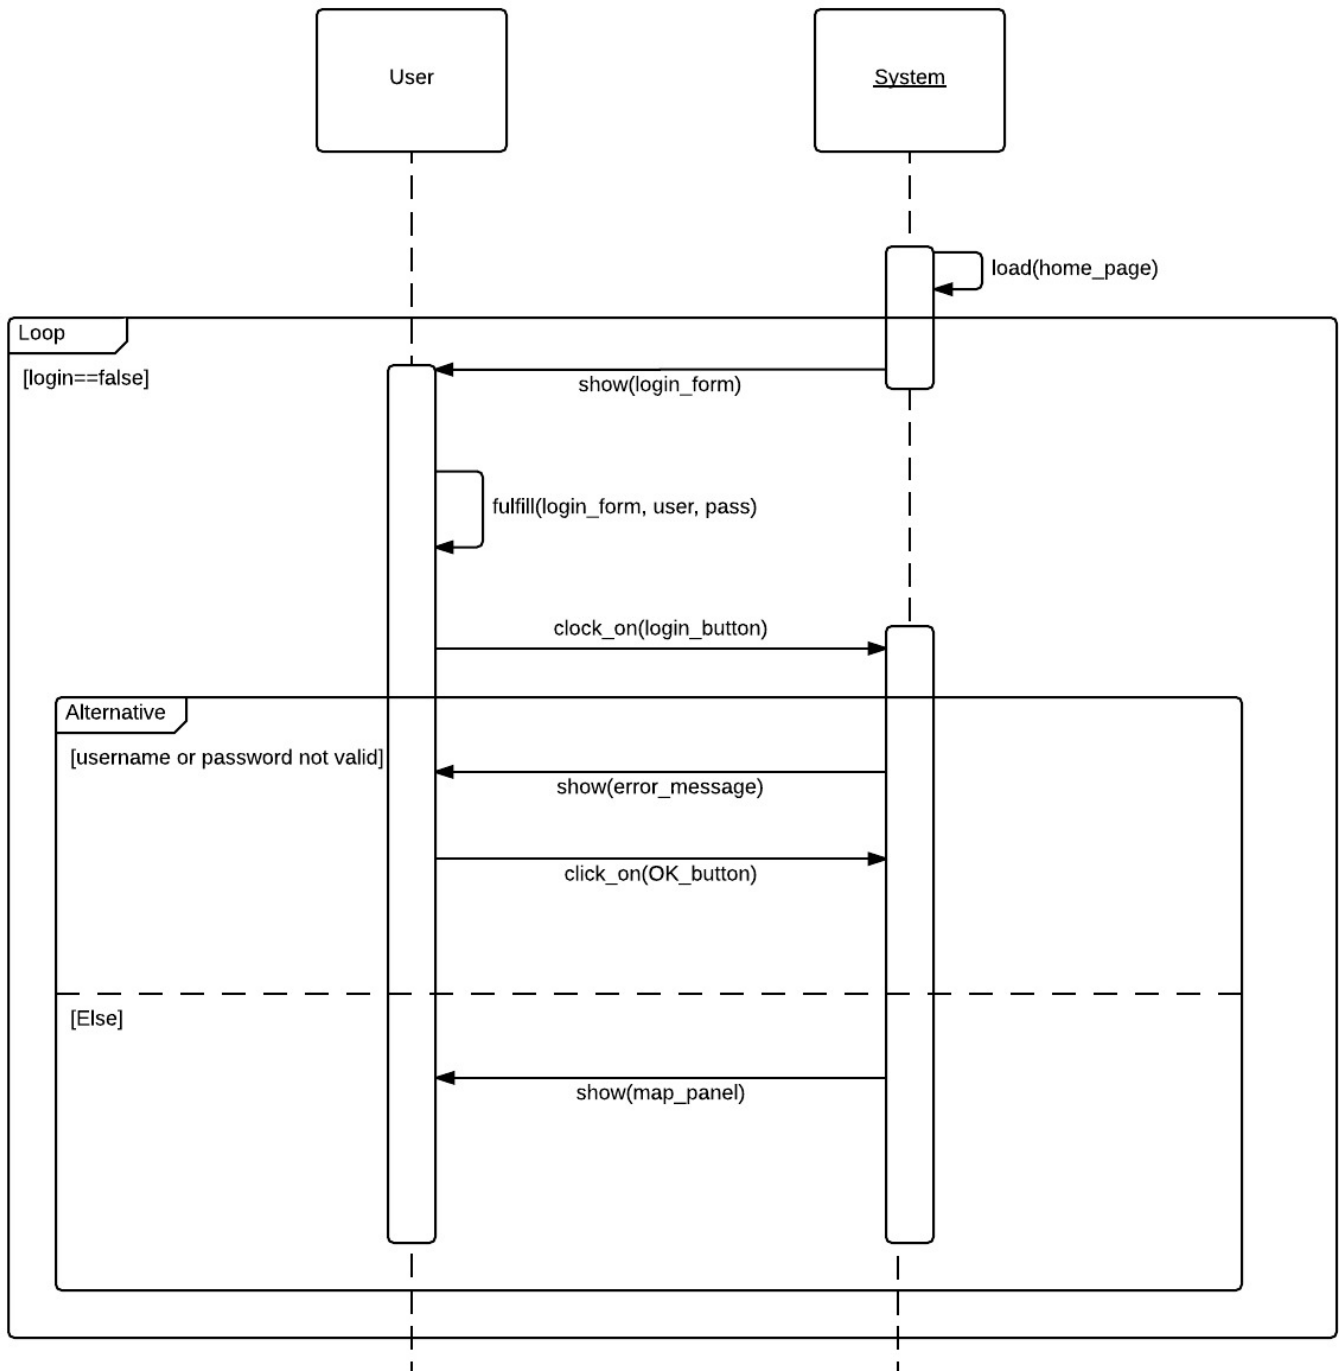 User
System
load(home_page)
Loop
[login==false]
show(login_form)
fulfill(login_form, user, pass)
clock_on(login_button)
Alternative
[username or password not valid]
show(error_message)
click_on(OK_button)
[Else]
show(map_panel)